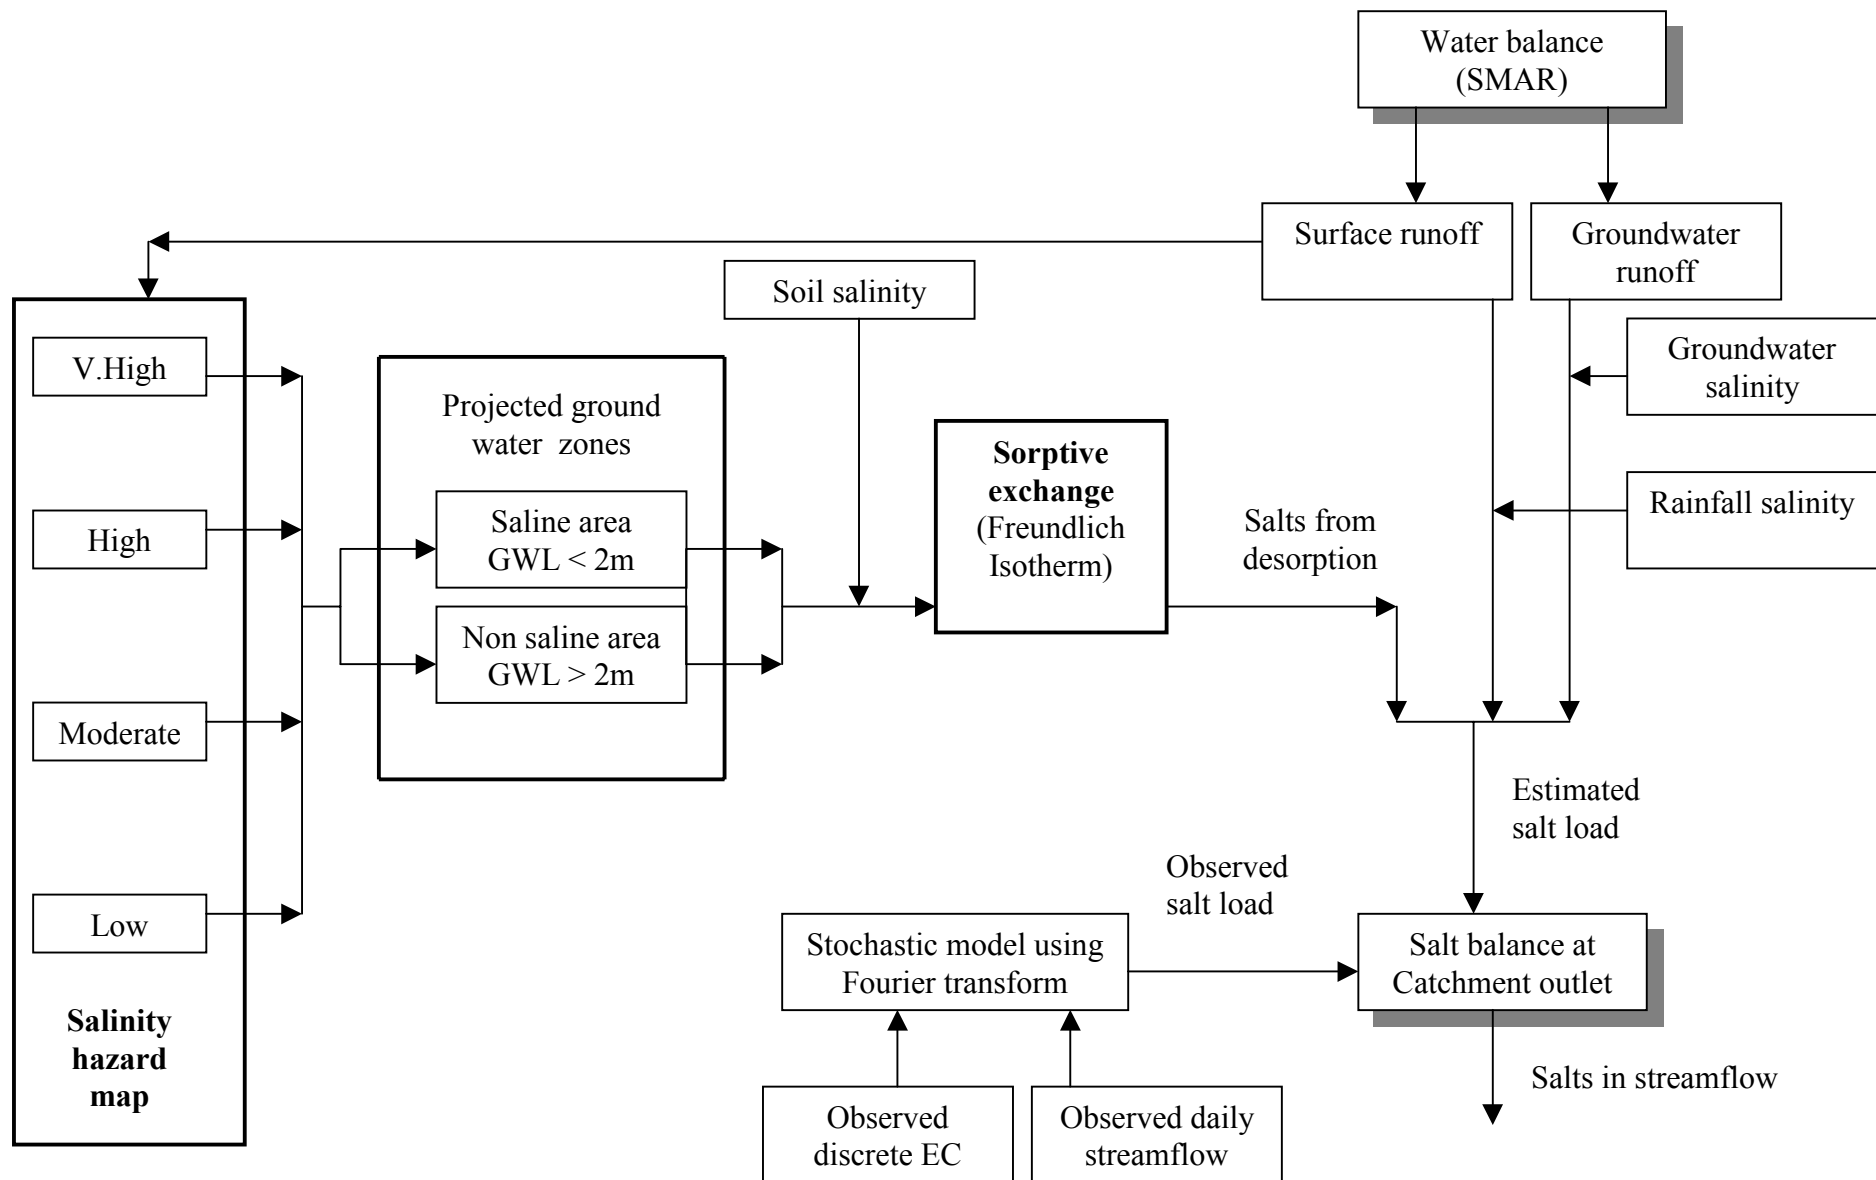 Water balance
(SMAR)
Surface runoff
Groundwater
runoff
Soil salinity
Groundwater
salinity
V.High
Projected ground
water zones
Sorptive
exchange
(Freundlich
Isotherm)
Rainfall salinity
High
Saline area
GWL < 2m
Salts from
desorption
Non saline area
GWL > 2m
Moderate
Estimated
salt load
Observed
salt load
Low
Stochastic model using
Fourier transform
Salt balance at
Catchment outlet
Salinity
hazard
map
Salts in streamflow
Observed
discrete EC
Observed daily
streamflow